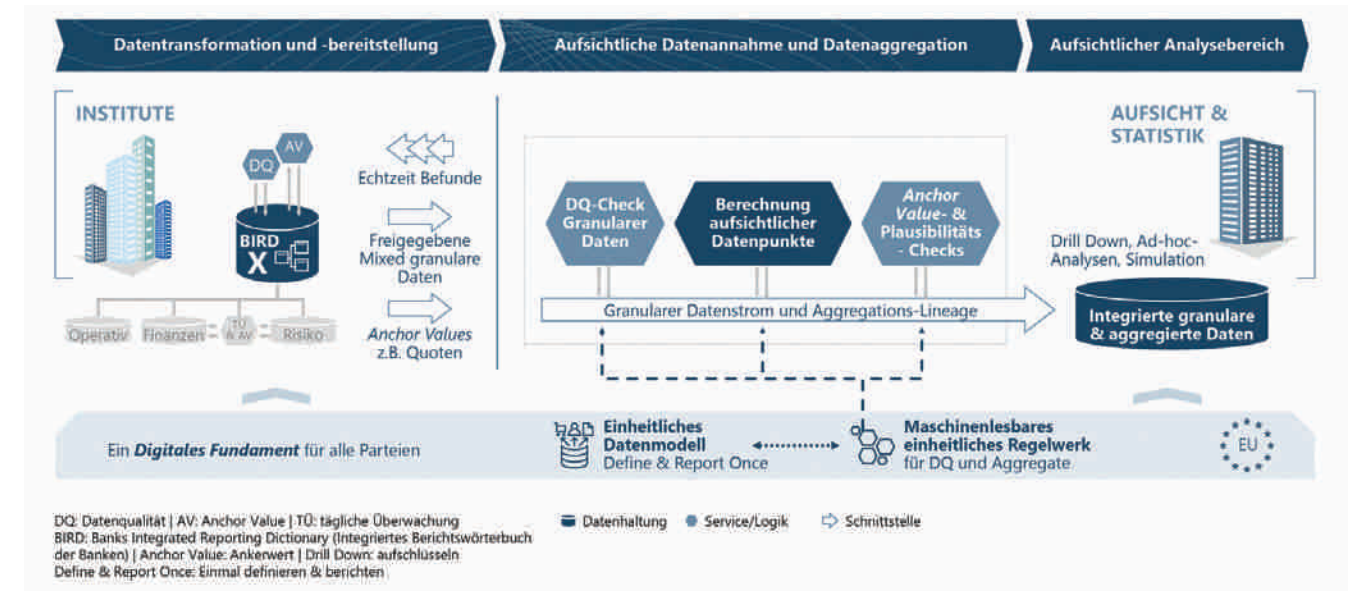 Datentransformation und -bereitstellung
Aufsichtliche Datenannahme und Datenaggregation
Aufsichtlicher Analysebereich
INSTITUTE
DQ
AV
BIRD
X
Operativ
Finanzen
TÜ
& AV
Risiko
Echtzeit Befunde
Freigegebene
Mixed granulare
Daten
Anchor Values
z.B. Quoten
DQ-Check
Granularer
Daten
Berechnung
aufsichtlicher
Datenpunkte
Anchor
Value- &
Plausibilitäts
- Checks
Granularer Datenstrom und Aggregations-Lineage
AUFSICHT &
STATISTIK
Drill Down, Ad-hoc-
Analysen, Simulation
Integrierte granulare
& aggregierte Daten
Ein Digitales Fundament für alle Parteien
Einheitliches
Datenmodell
Define & Report Once
Maschinenlesbares
einheitliches Regelwerk
für DQ und Aggregate
EU
DQ: Datenqualität | AV: Anchor Value | TÜ: tägliche Überwachung
BIRD: Banks Integrated Reporting Dictionary (Integriertes Berichtswörterbuch
der Banken) | Anchor Value: Ankerwert | Drill Down: aufschlüsseln
Define & Report Once: Einmal definieren & berichten
Datenhaltung
Service/Logik
Schnittstelle